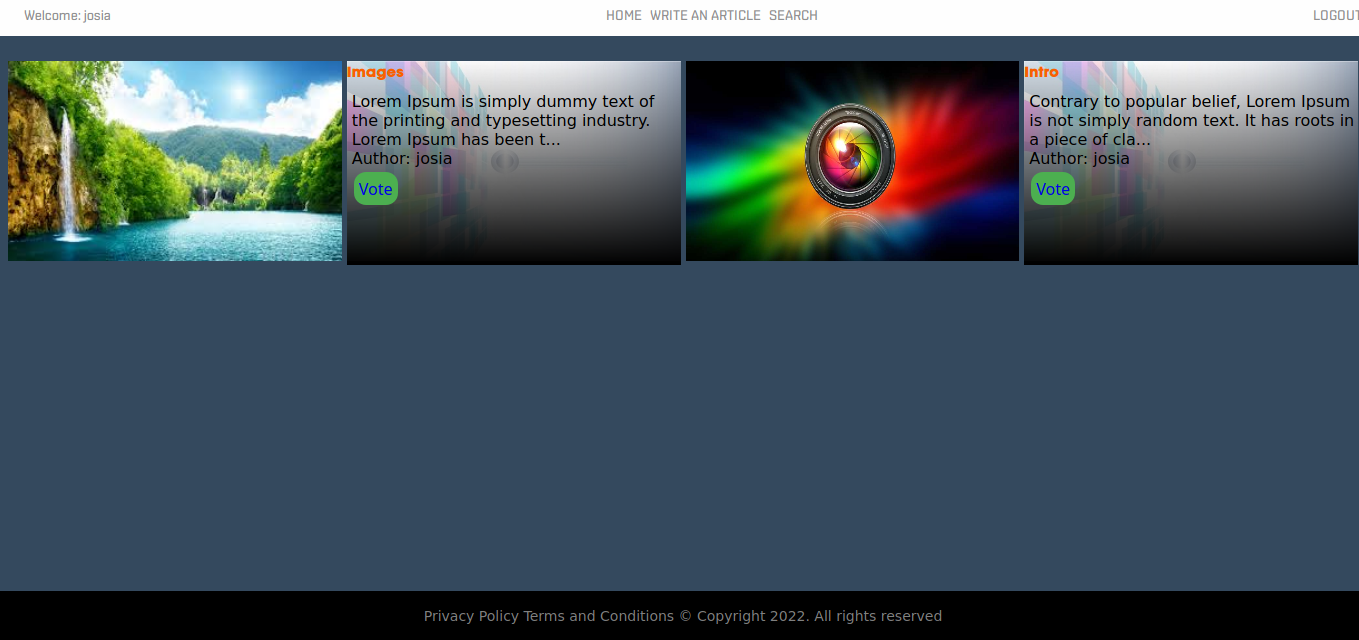 Welcome: josia
HOME WRITE AN ARTICLE SEARCH
LOGOUT
Images
Lorem Ipsum is simply dummy text of
the printing and typesetting industry.
Lorem Ipsum has been t...
Author: josia
Vote
Intro
Contrary to popular belief, Lorem Ipsum
is not simply random text. It has roots in
a piece of cla...
Author: josia
Vote
Privacy Policy Terms and Conditions © Copyright 2022. All rights reserved